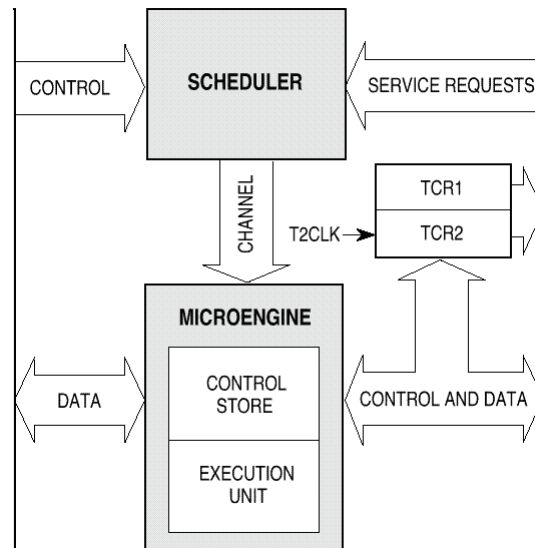 SCHEDULER
CONTROL
SERVICE REQUESTS
CHANNEL
TCR1
T2CLK
TCR2
MICROENGINE
CONTROL
STORE
DATA
CONTROL AND DATA
EXECUTION
UNIT